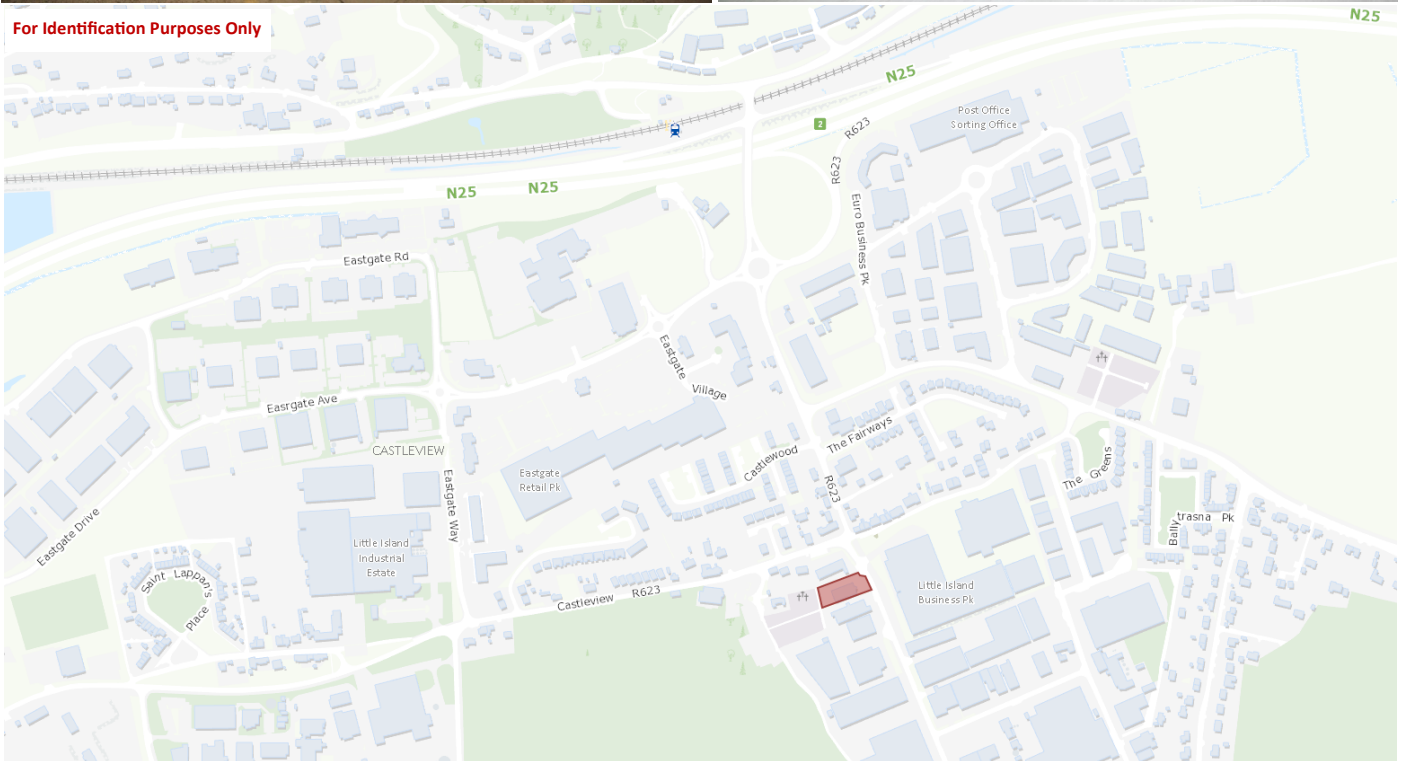 For Identification Purposes Only
N25
N25
Post Office
Sorting Office
2
R623
R623
N25
N25
Euro Business Pk
Eastgate Rd
Eastgate
Village
Easrgate Ave
The Fairways
CASTLEVIEW
Castlewood
The Greens
Eastgate
Retail Pk
R623
Eastgate Way
Eastgate Drive
Bally
trasna Pk
Little Island
Industrial
Estate
Saint Lappan's
Place
Little Island
Business Pk
Castleview
R623